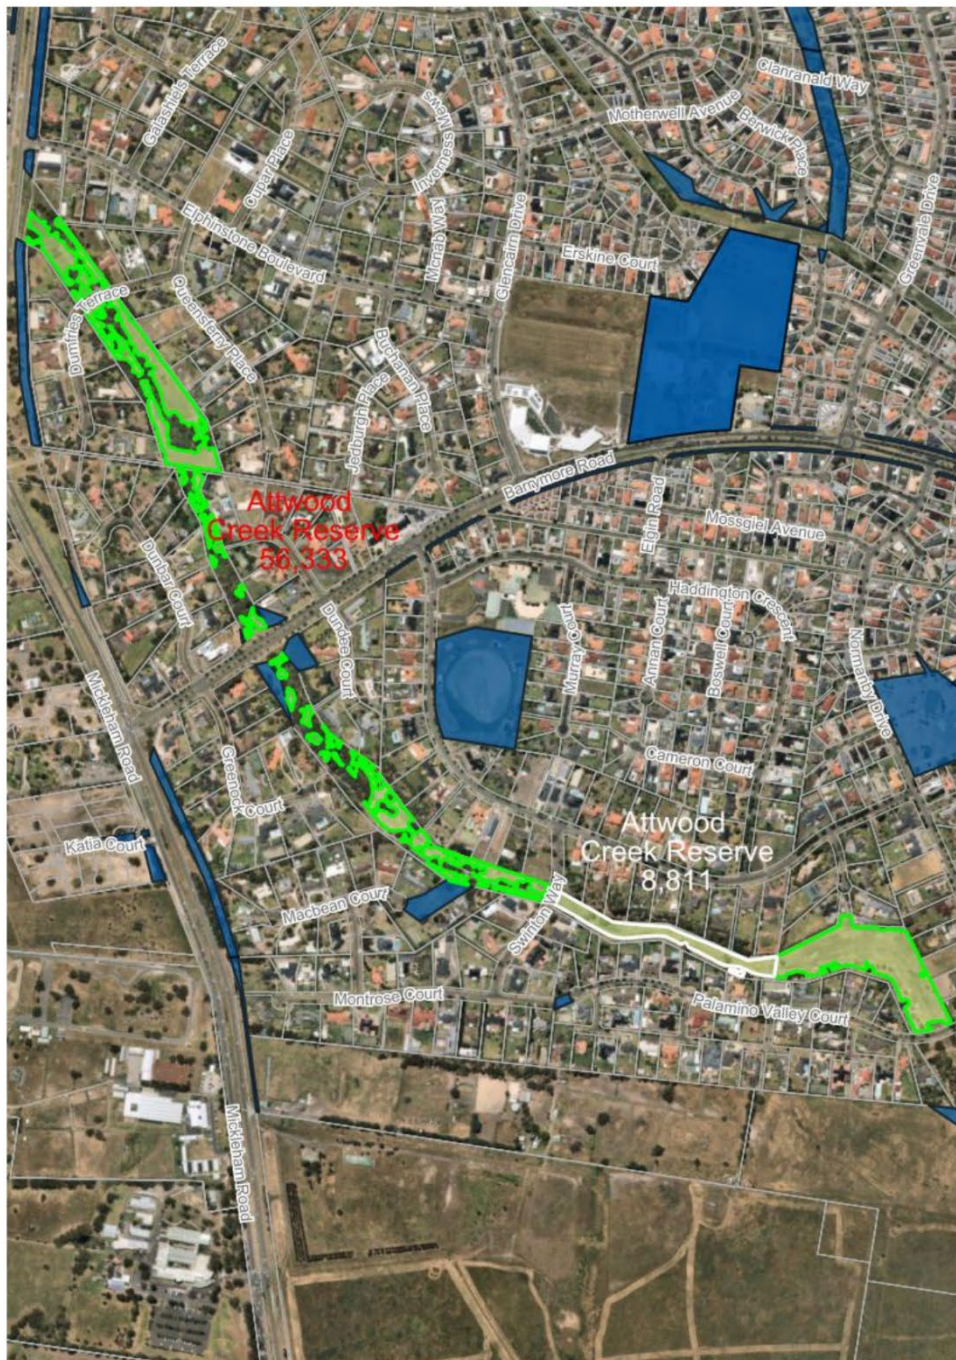 Clanranald Way
Galashiels Terrace
Motherwell Avenue
Berwick Place
Cupar Place
Inverness
Elphinstone Boulevard
Menab Way
Glencairn Drive
Greenvale Drive
Erskine Court
Dumfries Terrace
Queensferry Place
Buchanan Place
Jedburgh Place
Barrymore Road
Attwood
Creek Reserve
56,333
Elgin Road
Mossgiel Avenue
Dunbar Court
Dundee Court
Haddington Crescent
Murray Court
Annan Court
Boswell Court
Normanby Drive
Mickleham Road
Greenock Court
Cameron Court
Katia Court
Attwood
Creek Reserve
8,811
Macbean Court
Swinton Way
Montrose Court
Palamino Valley Court
Mickleham Road